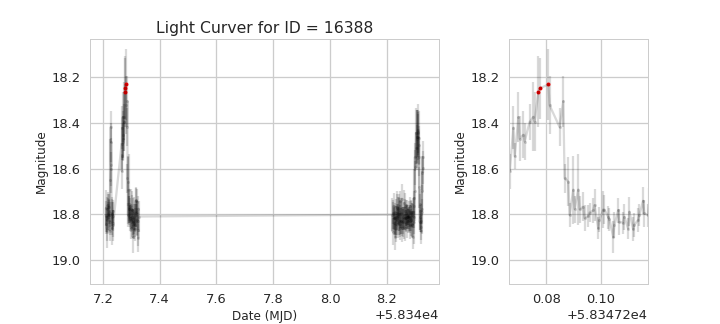 Light Curver for ID = 16388
Magnitude
18.2
18.4
18.6
18.8
19.0
7.2 7.4 7.6 7.8 8.0 8.2
Date (MJD)
+5.834e4
Magnitude
18.2
18.4
18.6
18.8
19.0
0.08 0.10
+5.83472e4